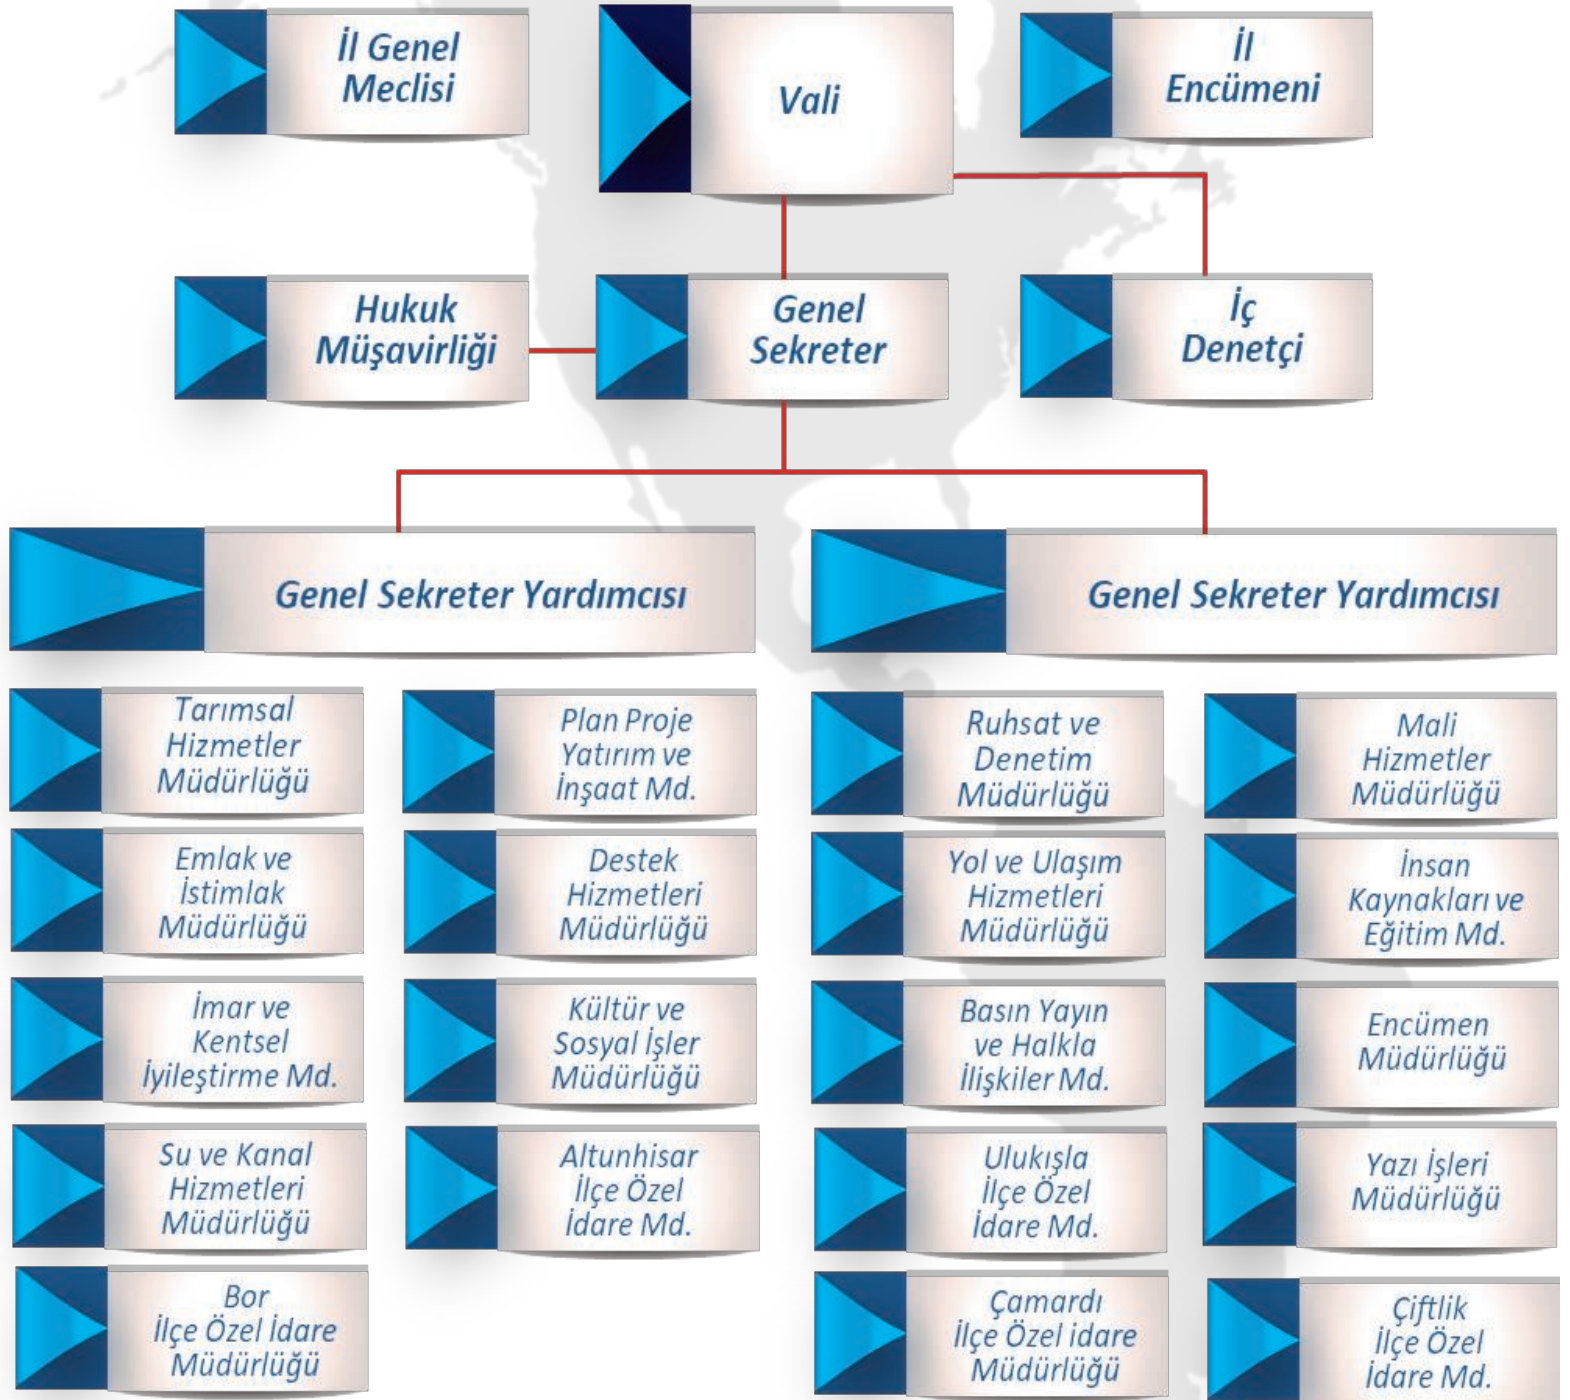 İl Genel
Meclisi
Vali
İl
Encümeni
Hukuk
Müşavirliği
Genel
Sekreter
İç
Denetçi
Genel Sekreter Yardımcısı
Genel Sekreter Yardımcısı
Tarımsal
Hizmetler
Müdürlüğü
Plan Proje
Yatırım ve
İnşaat Md.
Ruhsat ve
Denetim
Müdürlüğü
Mali
Hizmetler
Müdürlüğü
Emlak ve
İstimlak
Müdürlüğü
Destek
Hizmetleri
Müdürlüğü
Yol ve Ulaşım
Hizmetleri
Müdürlüğü
İnsan
Kaynakları ve
Eğitim Md.
İmar ve
Kentsel
İyileştirme Md.
Kültür ve
Sosyal İşler
Müdürlüğü
Basın Yayın
ve Halkla
İlişkiler Md.
Encümen
Müdürlüğü
Su ve Kanal
Hizmetleri
Müdürlüğü
Altunhisar
İlçe Özel
İdare Md.
Ulukışla
İlçe Özel
İdare Md.
Yazı İşleri
Müdürlüğü
Bor
İlçe Özel İdare
Müdürlüğü
Çamardı
İlçe Özel idare
Müdürlüğü
Çiftlik
İlçe Özel
İdare Md.